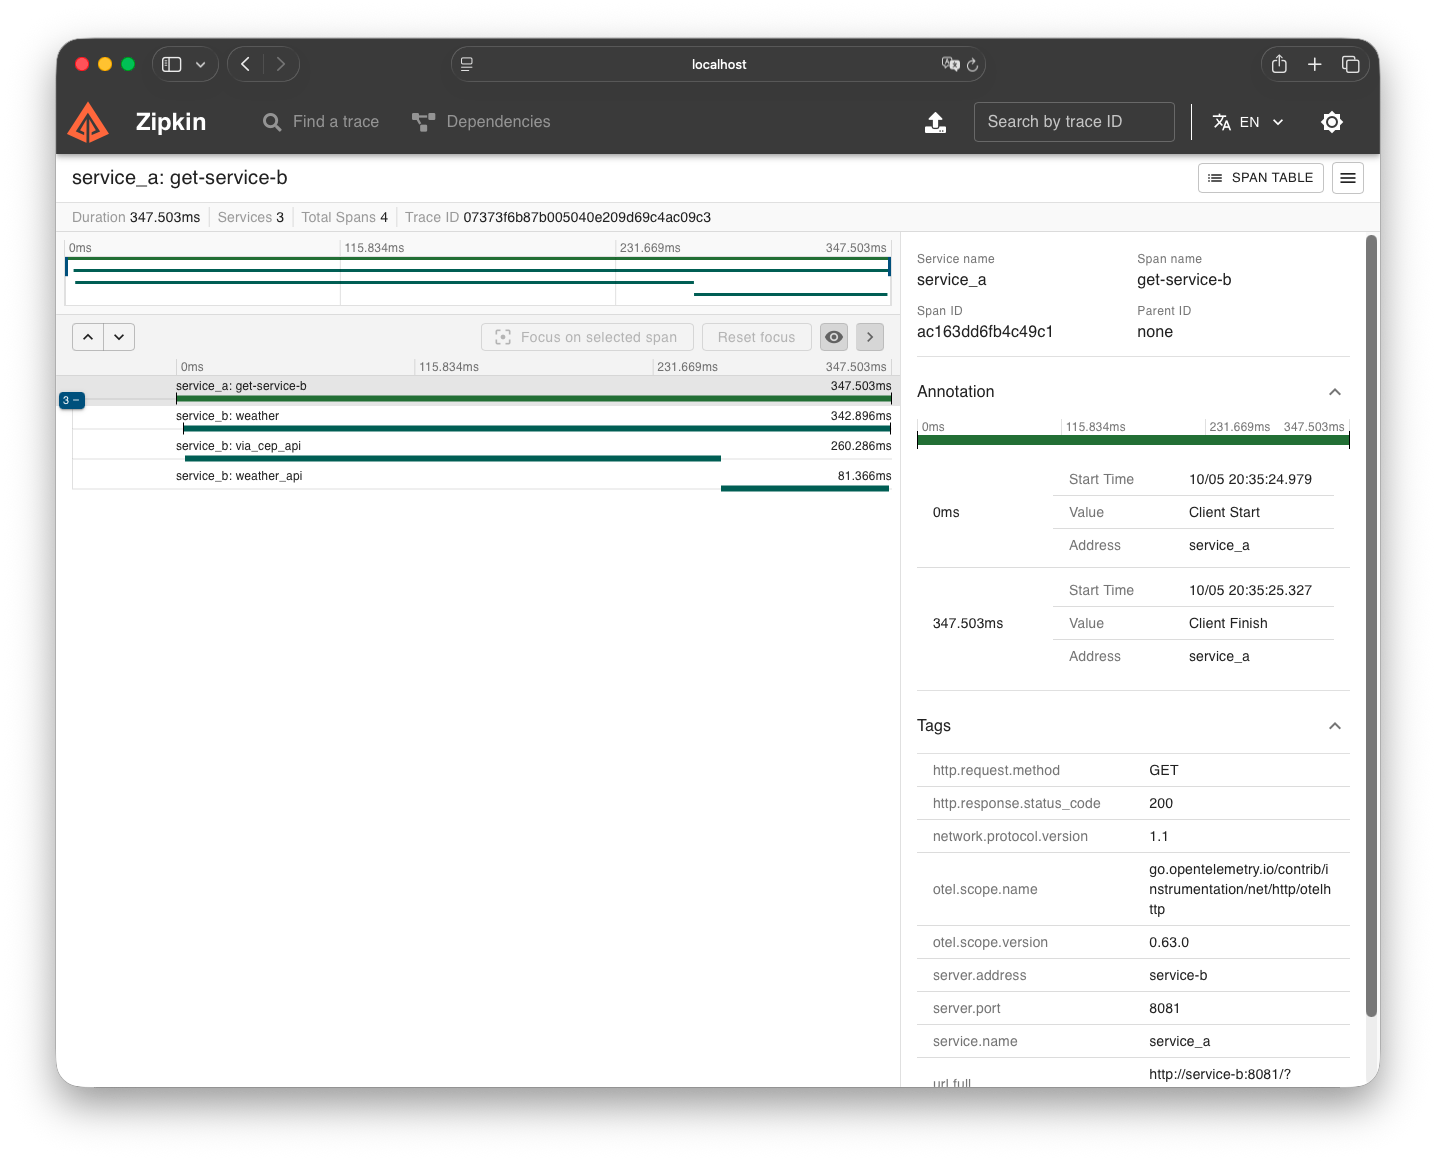 localhost
Zipkin
Find a trace
Dependencies
Search by trace ID
EN
service_a: get-service-b
SPAN TABLE
Duration 347.503ms
Services 3
Total Spans 4
Trace ID 07373f6b87b005040e209d69c4ac09c3
0ms
115.834ms
231.669ms
347.503ms
Focus on selected span
Reset focus
0ms
115.834ms
231.669ms
347.503ms
3 −
service_a: get-service-b
347.503ms
service_b: weather
342.896ms
service_b: via_cep_api
260.286ms
service_b: weather_api
81.366ms
Service name
Span name
service_a
get-service-b
Span ID
Parent ID
ac163dd6fb4c49c1
none
Annotation
0ms
115.834ms
231.669ms
347.503ms
0ms
Start Time
10/05 20:35:24.979
Value
Client Start
Address
service_a
347.503ms
Start Time
10/05 20:35:25.327
Value
Client Finish
Address
service_a
Tags
http.request.method
GET
http.response.status_code
200
network.protocol.version
1.1
otel.scope.name
go.opentelemetry.io/contrib/i
nstrumentation/net/http/otelh
ttp
otel.scope.version
0.63.0
server.address
service-b
server.port
8081
service.name
service_a
url.full
http://service-b:8081/?